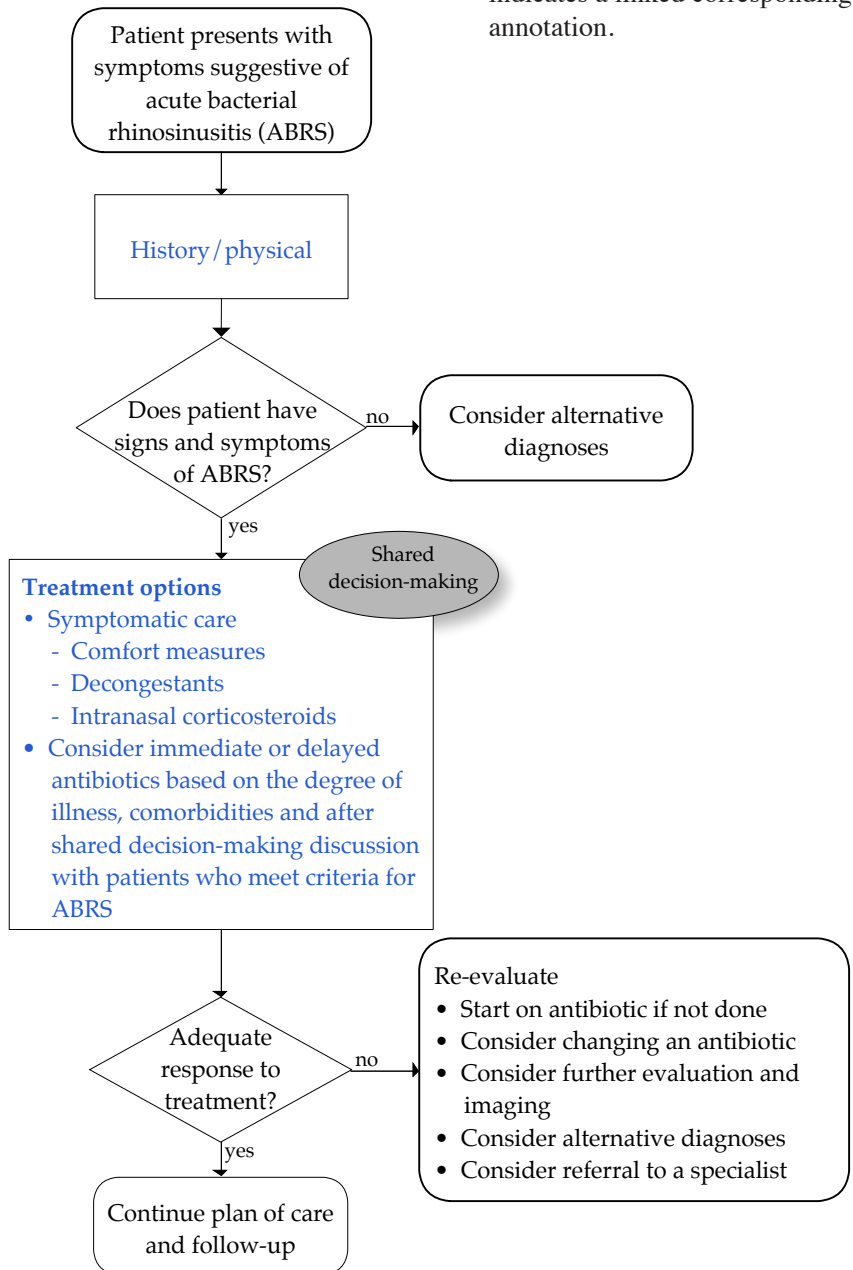 annotation.
Patient presents with
symptoms suggestive of
acute bacterial
rhinosinusitis (ABRS)
History/physical
Does patient have
signs and symptoms
of ABRS?
no
Consider alternative
diagnoses
yes
Shared
decision-making
Treatment options
• Symptomatic care
- Comfort measures
- Decongestants
- Intranasal corticosteroids
• Consider immediate or delayed
antibiotics based on the degree of
illness, comorbidities and after
shared decision-making discussion
with patients who meet criteria for
ABRS
Adequate
response to
treatment?
no
Re-evaluate
• Start on antibiotic if not done
• Consider changing an antibiotic
• Consider further evaluation and
imaging
• Consider alternative diagnoses
• Consider referral to a specialist
yes
Continue plan of care
and follow-up